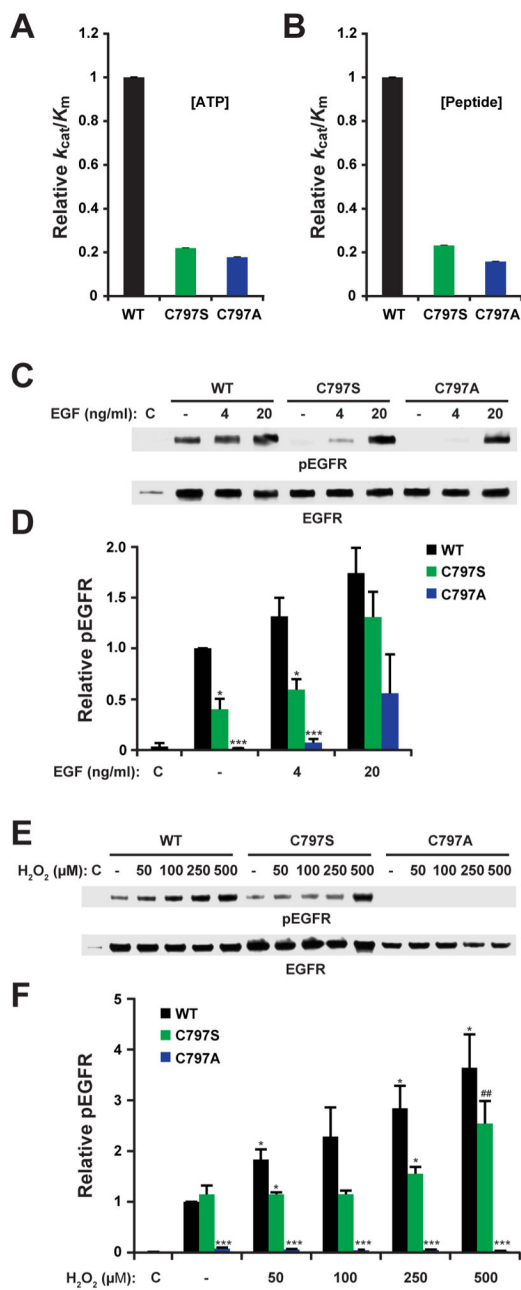 A
B
1.2
1
0.8
0.6
0.4
0.2
0
Relative kcat/Km
[ATP]
WT C797S C797A
1.2
1
0.8
0.6
0.4
0.2
0
Relative kcat/Km
[Peptide]
WT C797S C797A
C
WT C797S C797A
EGF (ng/ml): C - 4 20 - 4 20 - 4 20
pEGFR
EGFR
D
2.0
1.5
1.0
0.5
0
Relative pEGFR
WT
C797S
C797A
* *** * ***
EGF (ng/ml): C - 4 20
E
WT C797S C797A
H2O2 (µM): C - 50 100 250 500 - 50 100 250 500 - 50 100 250 500
pEGFR
EGFR
F
5
4
3
2
1
0
Relative pEGFR
WT
C797S
C797A
*** * * *** *** * * *** * ## ***
H2O2 (µM): C - 50 100 250 500